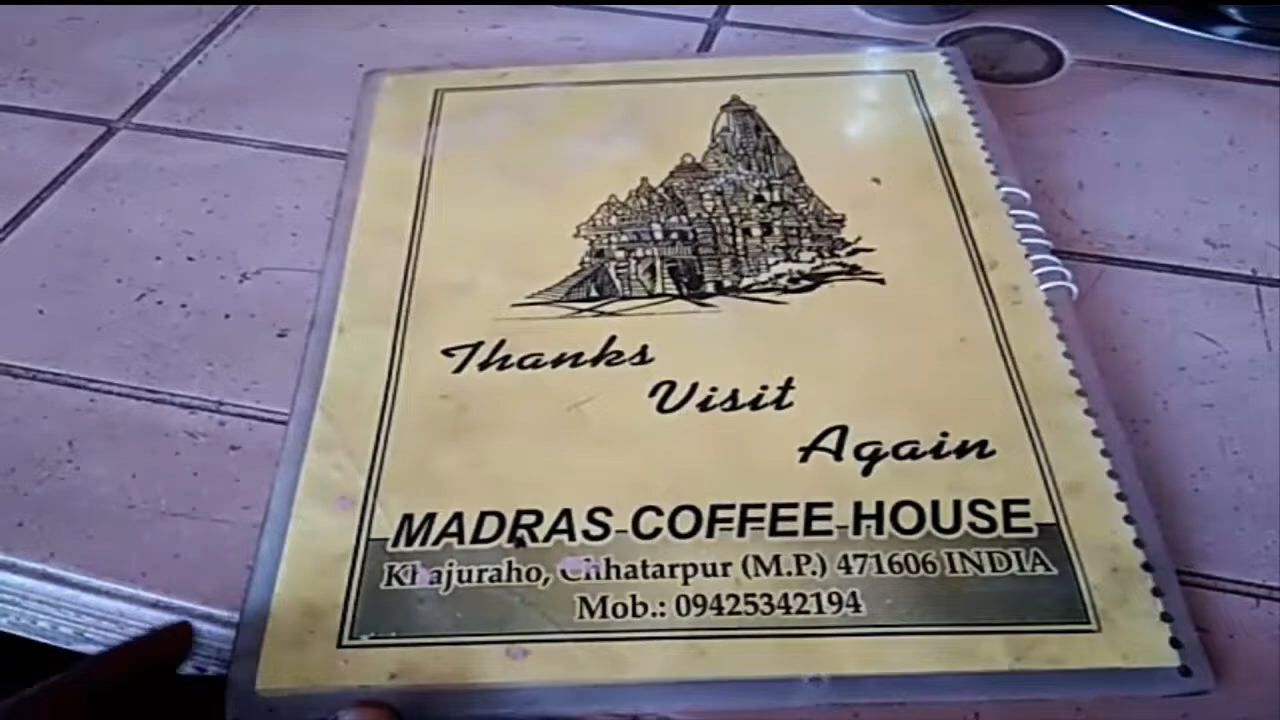 Thanks
Visit
Again
MADRAS-COFFEE-HOUSE
Khajuraho, Chhatarpur (M.P.) 471606 INDIA
Mob.: 09425342194